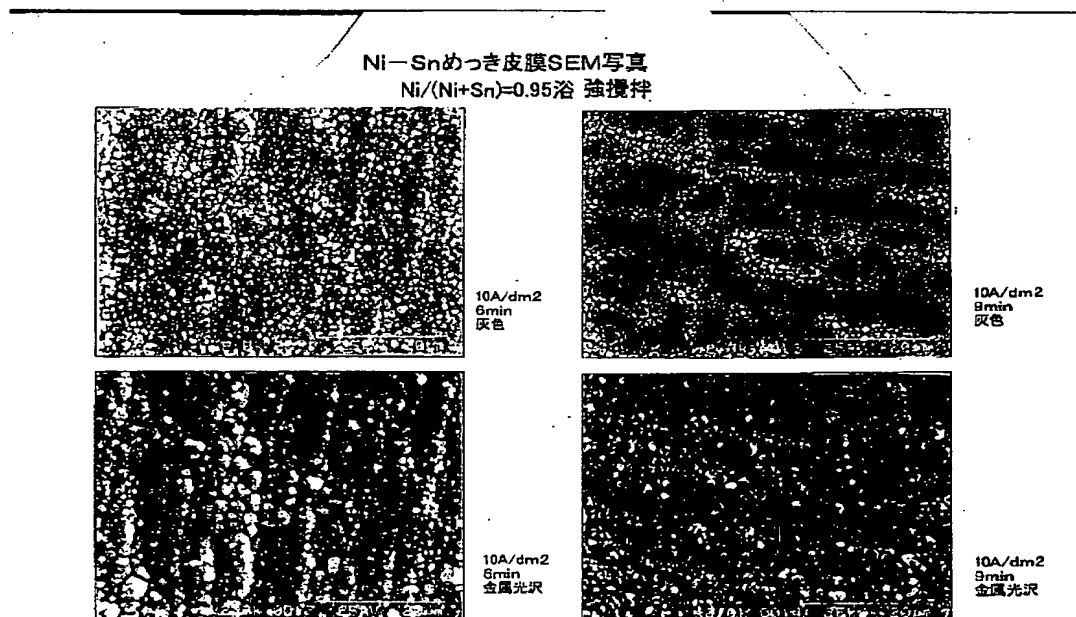 Ni－Snめっき皮膜SEM写真
Ni/(Ni+Sn)=0.95浴 強攪拌
10A/dm2
6min
灰色
10A/dm2
9min
灰色
10A/dm2
6min
金属光沢
10A/dm2
9min
金属光沢